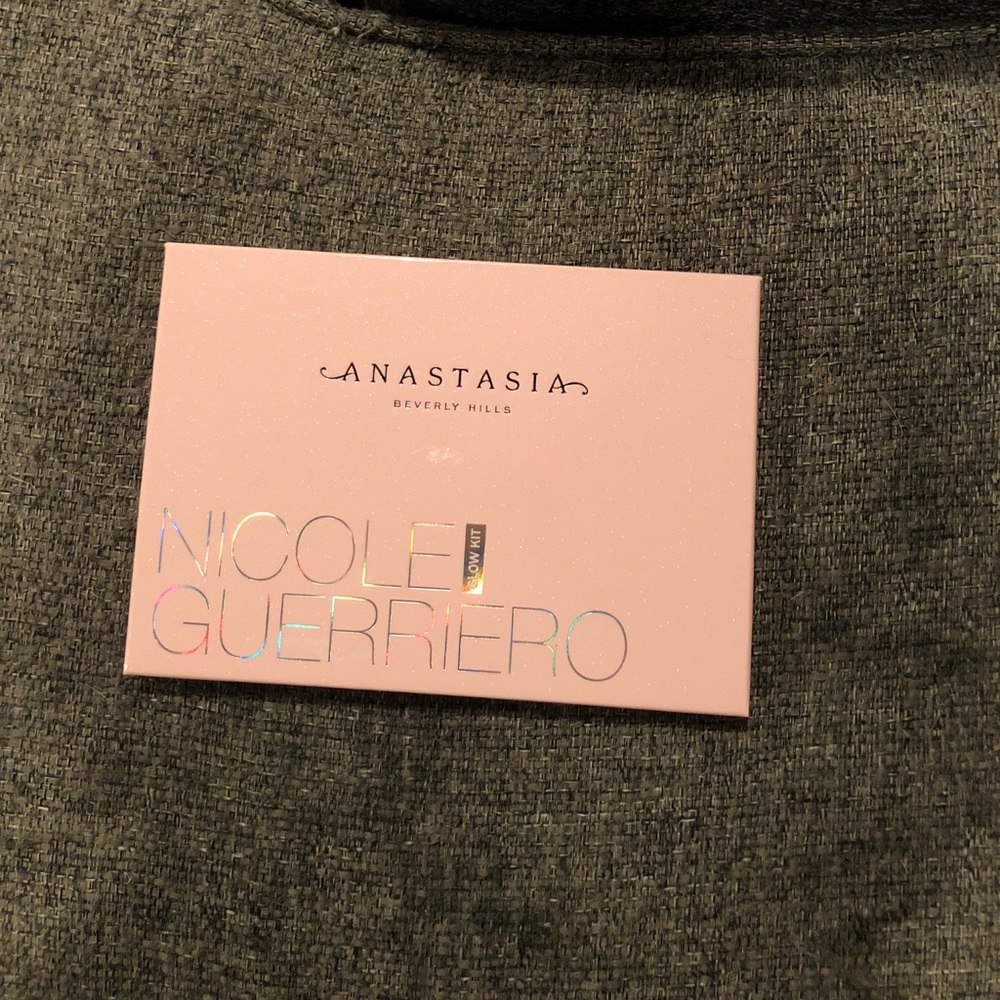 ANASTASIA
BEVERLY HILLS
NICOLE
GLOW KIT
GUERRIERO